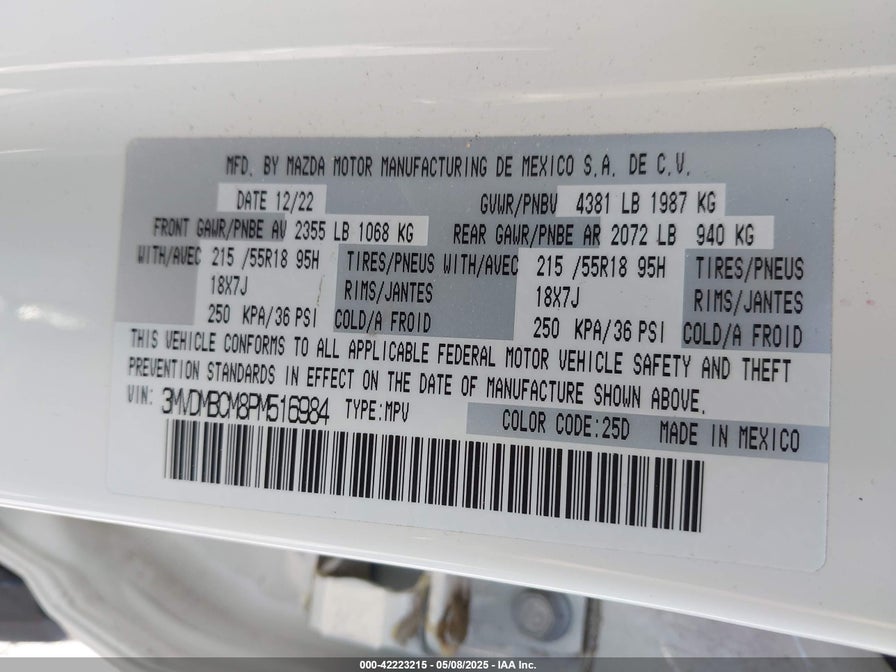 MFD. BY MAZDA MOTOR MANUFACTURING DE MEXICO S.A. DE C.V.
DATE 12/22 GVWR/PNBV 4381 LB 1987 KG
FRONT GAWR/PNBE AV 2355 LB 1068 KG REAR GAWR/PNBE AR 2072 LB 940 KG
WITH/AVEC 215 /55R18 95H TIRES/PNEUS WITH/AVEC 215 /55R18 95H TIRES/PNEUS
18X7J RIMS/JANTES 18X7J RIMS/JANTES
250 KPA/36 PSI COLD/A FROID 250 KPA/36 PSI COLD/A FROID
THIS VEHICLE CONFORMS TO ALL APPLICABLE FEDERAL MOTOR VEHICLE SAFETY AND THEFT
PREVENTION STANDARDS IN EFFECT ON THE DATE OF MANUFACTURE SHOWN ABOVE.
VIN: 3MVDMBCM8PM516984 TYPE:MPV
COLOR CODE:25D MADE IN MEXICO
000-42223215 - 05/08/2025 - IAA Inc.